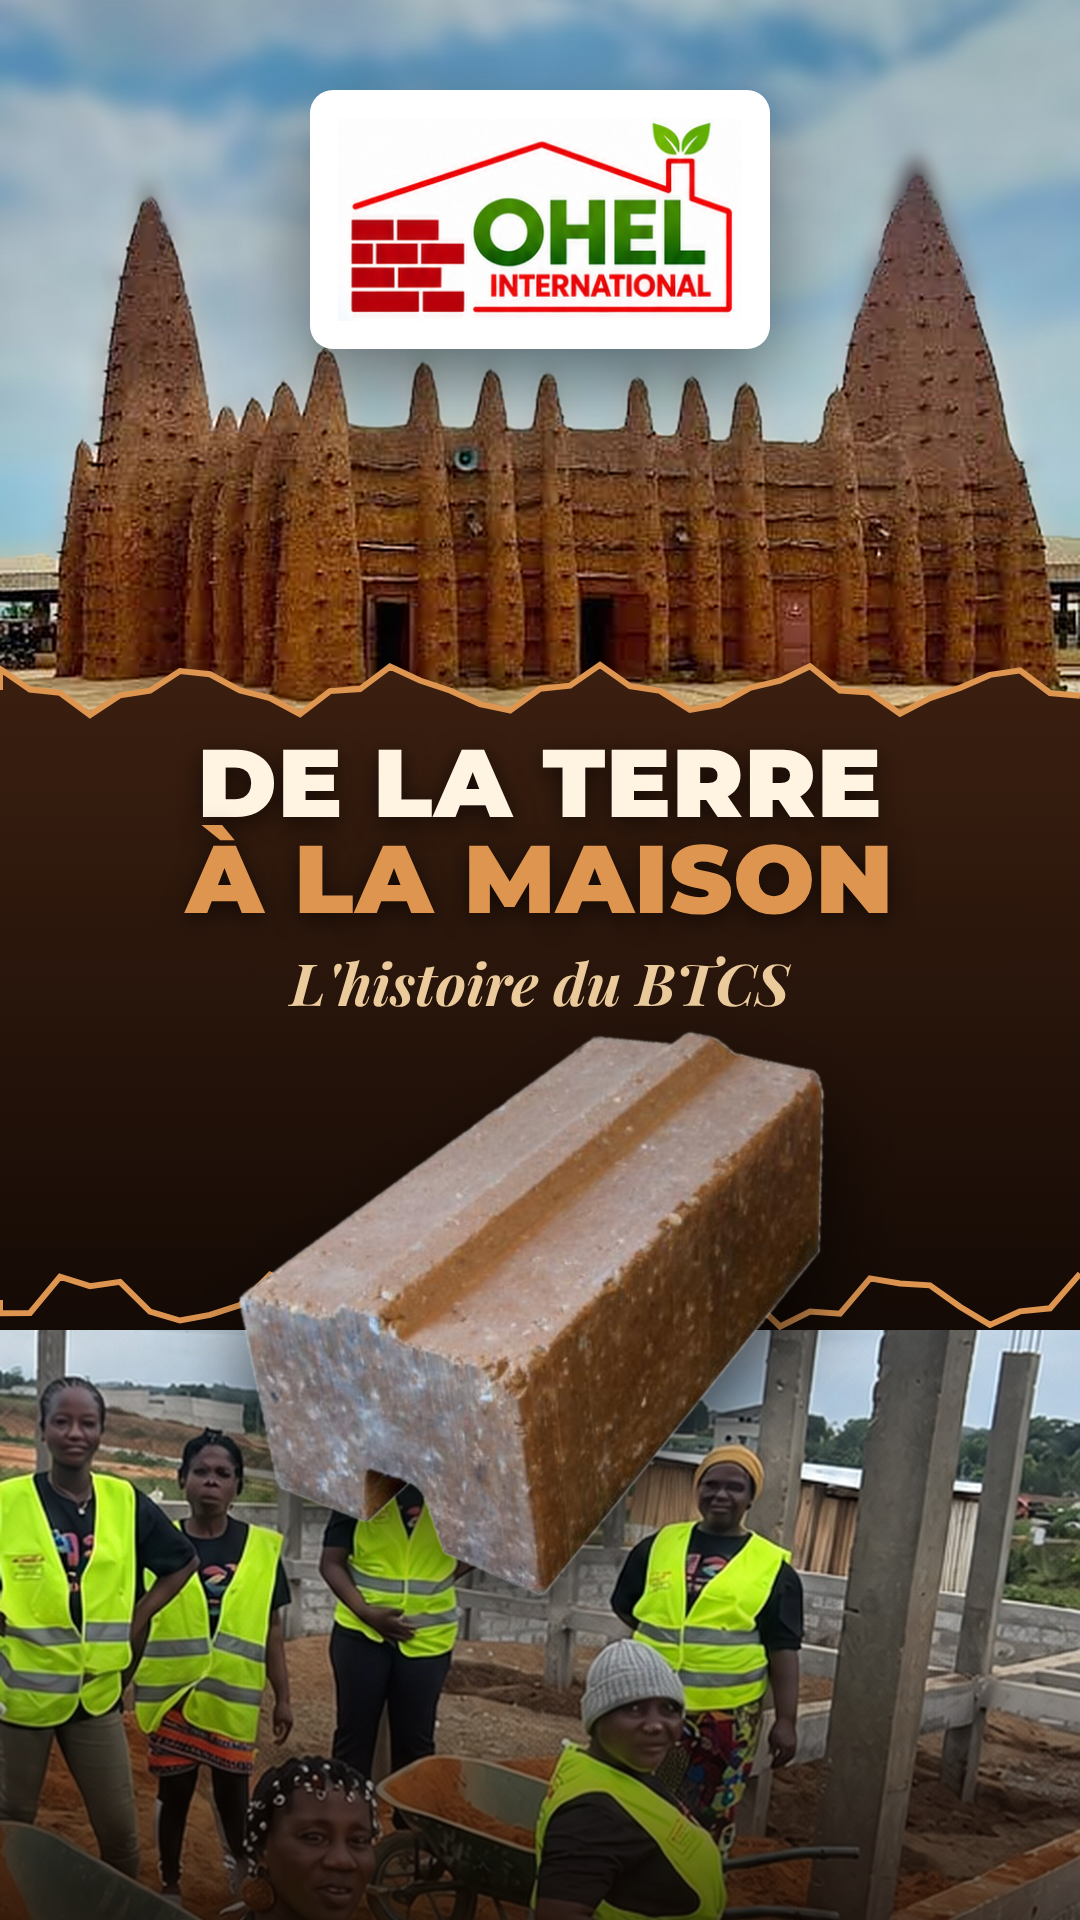 OHEL
INTERNATIONAL
DE LA TERRE
À LA MAISON
L'histoire du BTCS